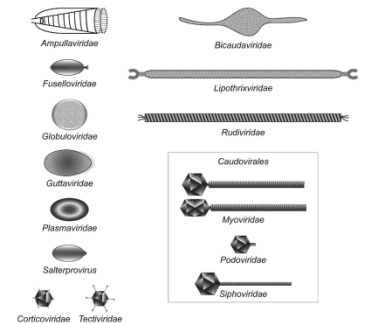 Ampullaviridae
Bicaudaviridae
Fuselloviridae
Lipothrixviridae
Globuloviridae
Rudiviridae
Guttaviridae
Caudovirales
Plasmaviridae
Myoviridae
Salterprovirus
Podoviridae
Corticoviridae
Tectiviridae
Siphoviridae